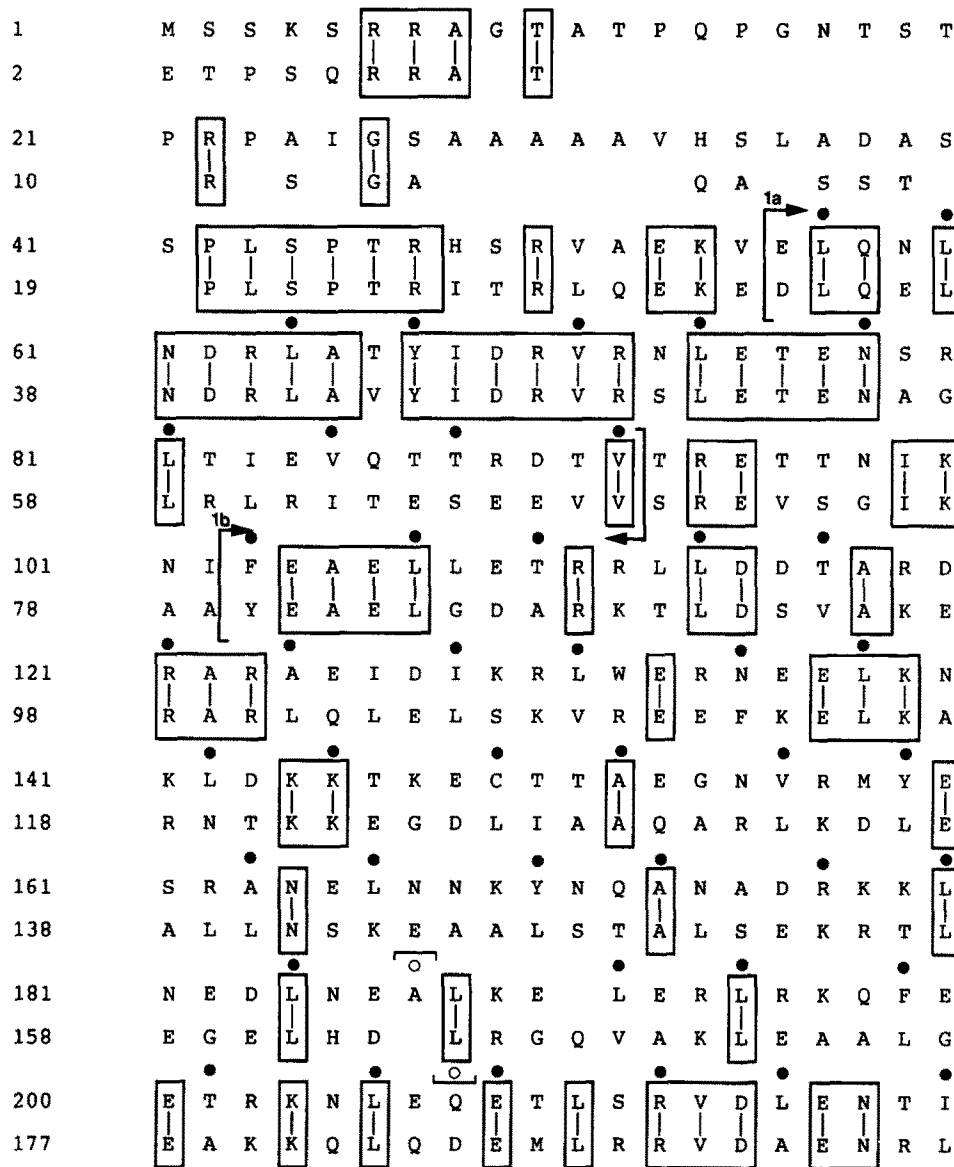 1 M S S K S R R A G T A T P Q P G N T S T
2 E T P S Q R R A T
21 P R P A I G S A A A A A V H S L A D A S
10 R S G A Q A S S T
1a
41 S P L S P T R H S R V A E K V E L Q N L
19 P L S P T R I T R L Q E K E D L Q E L
61 N D R L A T Y I D R V R N L E T E N S R
38 N D R L A V Y I D R V R S L E T E N A G
81 L T I E V Q T T R D T V T R E T T N I K
58 L R L R I T E S E E V V S R E V S G I K
1b
101 N I F E A E L L E T R R L L D D T A R D
78 A A Y E A E L G D A R K T L D S V A K E
121 R A R A E I D I K R L W E R N E E L K N
98 R A R L Q L E L S K V R E E F K E L K A
141 K L D K K T K E C T T A E G N V R M Y E
118 R N T K K E G D L I A A Q A R L K D L E
161 S R A N E L N N K Y N Q A N A D R K K L
138 A L L N S K E A A L S T A L S E K R T L
181 N E D L N E A L K E L E R L R K Q F E
158 E G E L H D L R G Q V A K L E A A L G
200 E T R K N L E Q E T L S R V D L E N T I
177 E A K K Q L Q D E M L R R V D A E N R L